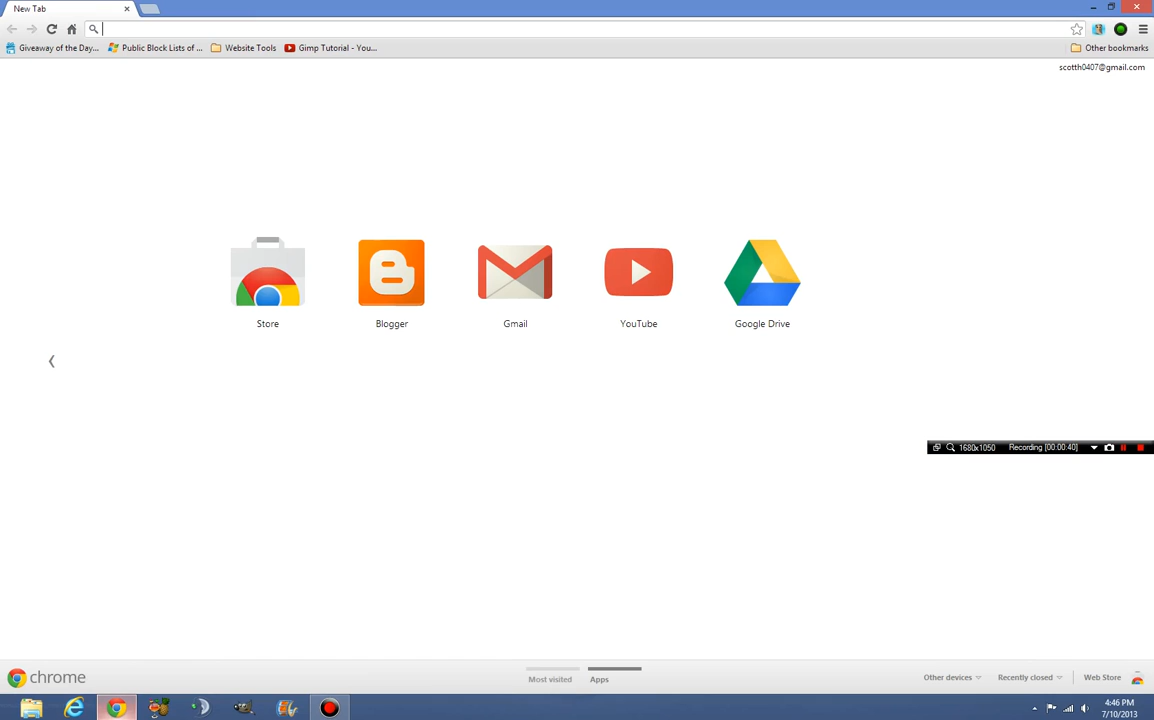 New Tab
Giveaway of the Day...
Public Block Lists of ...
Website Tools
Gimp Tutorial - You...
Other bookmarks
scotth0407@gmail.com
Store
Blogger
Gmail
YouTube
Google Drive
1680x1050
Recording [00:00:40]
chrome
Most visited
Apps
Other devices
Recently closed
Web Store
4:46 PM
7/10/2013